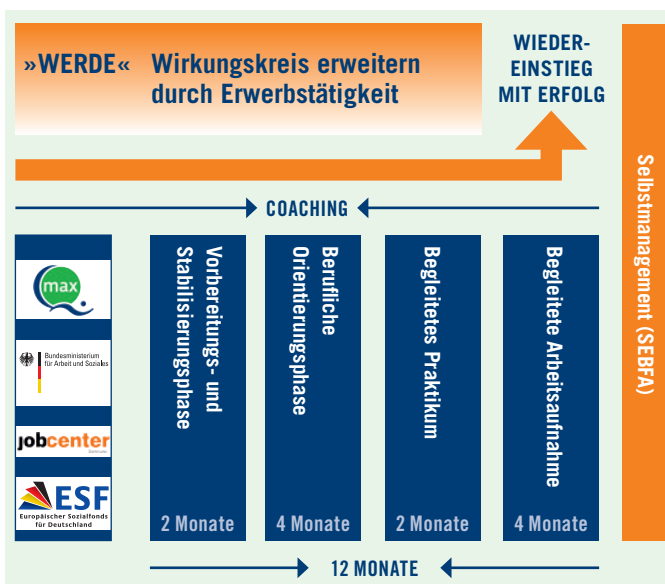 »WERDE« Wirkungskreis erweitern
durch Erwerbstätigkeit
WIEDER-
EINSTIEG
MIT ERFOLG
Selbstmanagement (SEBFA)
COACHING
max
Bundesministerium
für Arbeit und Soziales
jobcenter
ESF
Europäischer Sozialfonds
für Deutschland
Vorbereitungs- und
Stabilisierungsphase
2 Monate
Berufliche
Orientierungsphase
4 Monate
Begleitetes Praktikum
2 Monate
Begleitete Arbeitsaufnahme
4 Monate
12 MONATE